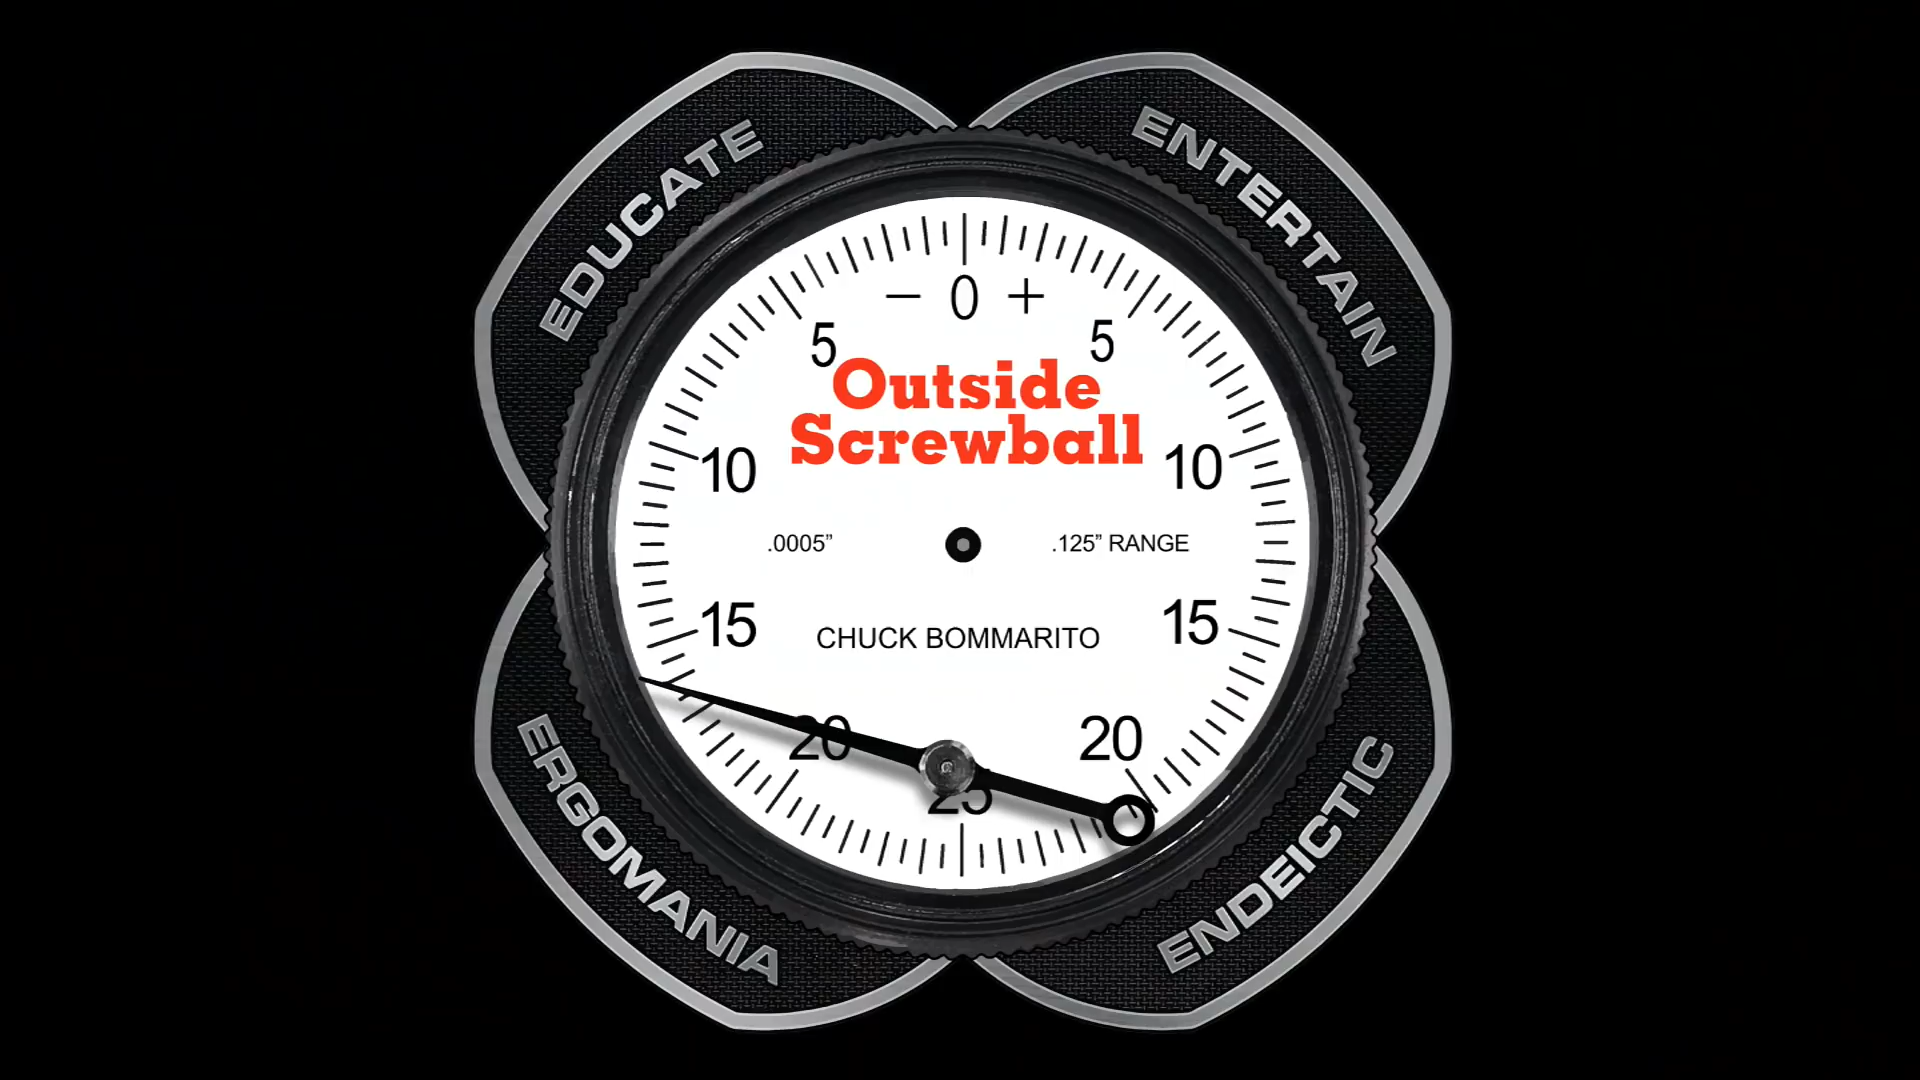 EDUCATE
ENTERTAIN
− 0 +
5 5
Outside
Screwball
10 10
.0005” .125” RANGE
15 15
CHUCK BOMMARITO
20 20
25
ERGOMANIA
ENDEICTIC